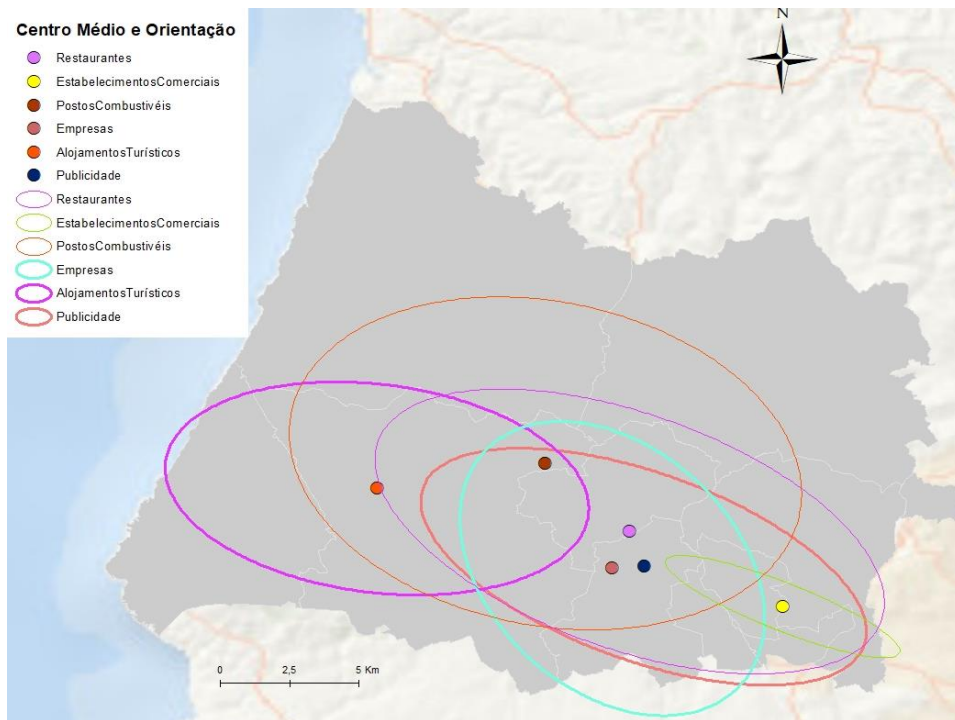 Centro Médio e Orientação
Restaurantes
EstabelecimentosComerciais
PostosCombustivéis
Empresas
AlojamentosTurísticos
Publicidade
Restaurantes
EstabelecimentosComerciais
PostosCombustivéis
Empresas
AlojamentosTurísticos
Publicidade
N
0 2,5 5 Km